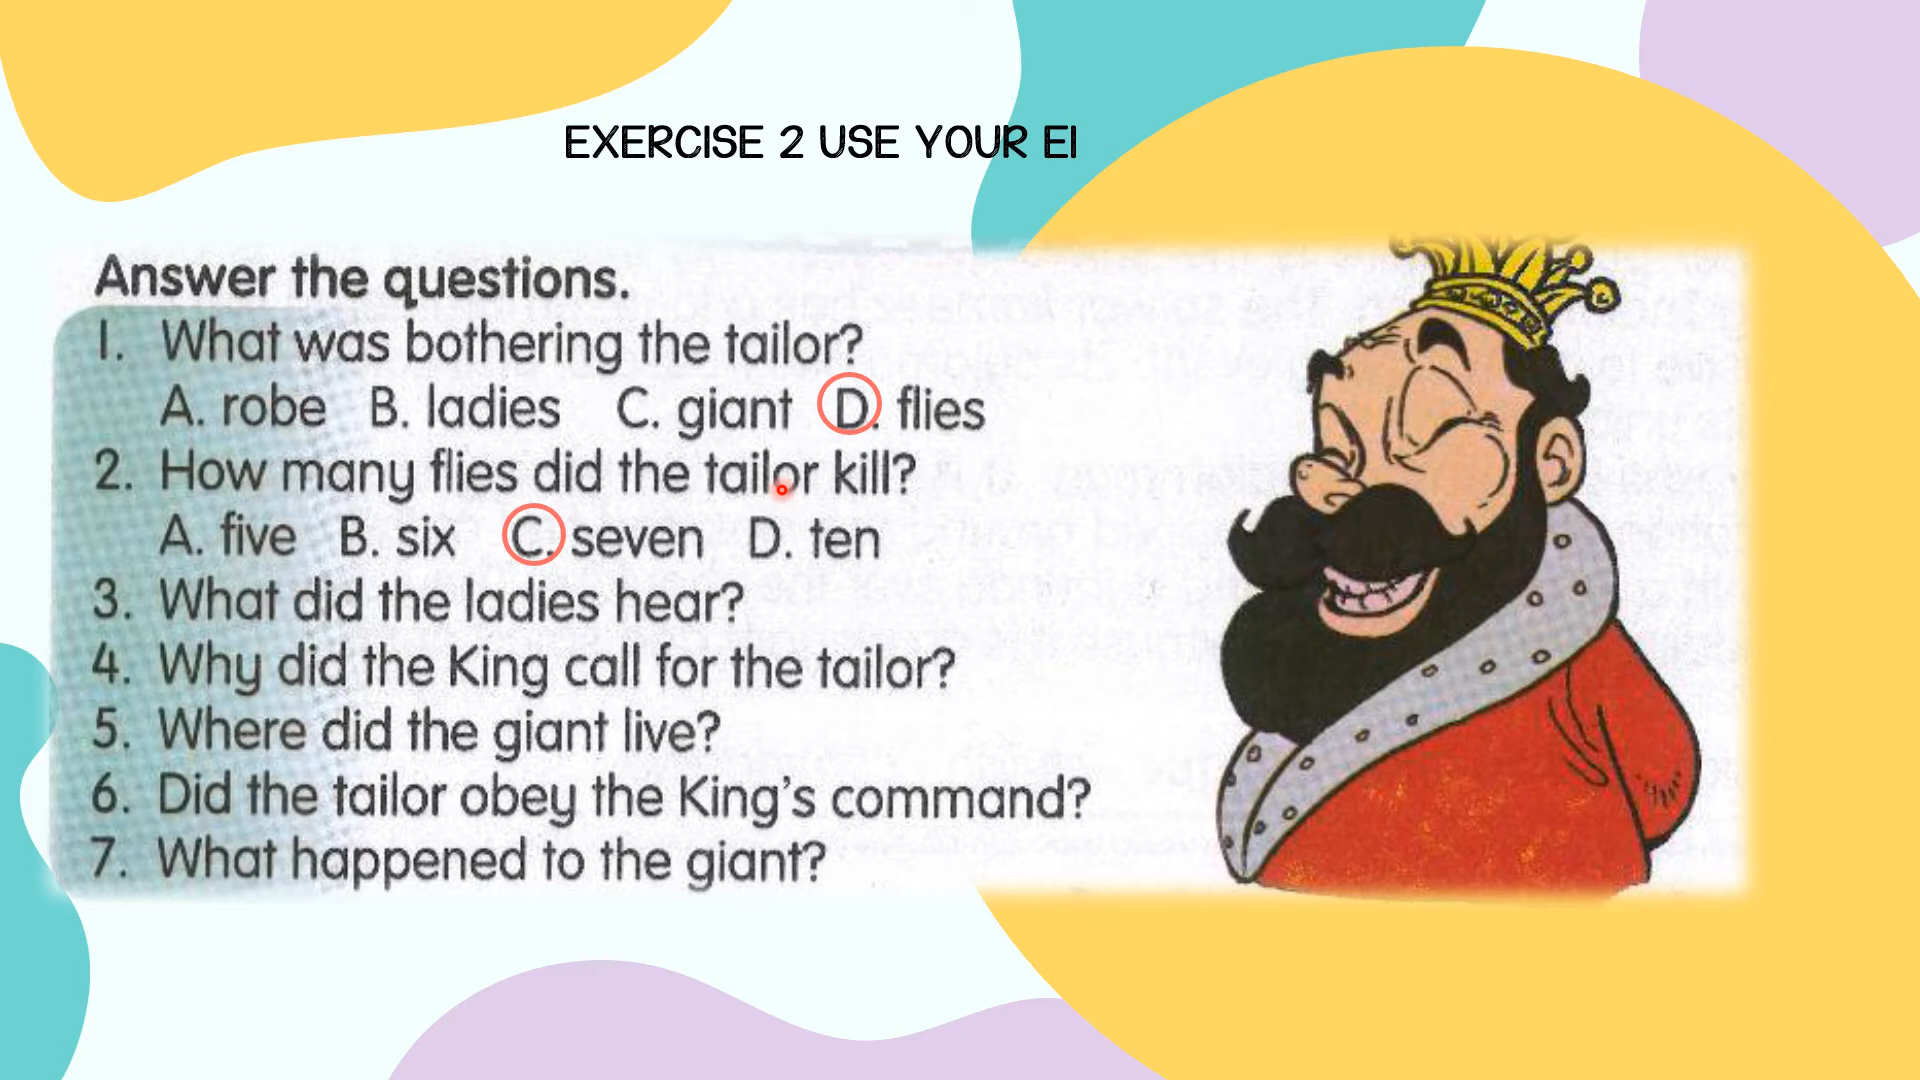 EXERCISE 2 USE YOUR EI
Answer the questions.
1. What was bothering the tailor?
A. robe B. ladies C. giant D. flies
2. How many flies did the tailor kill?
A. five B. six C. seven D. ten
3. What did the ladies hear?
4. Why did the King call for the tailor?
5. Where did the giant live?
6. Did the tailor obey the King's command?
7. What happened to the giant?